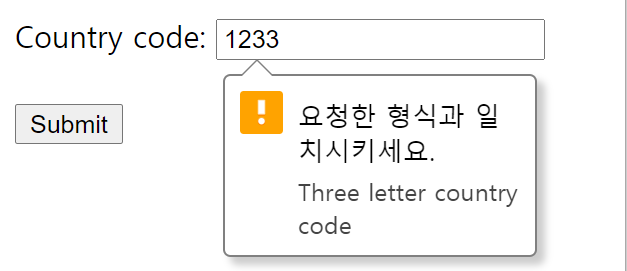 Country code: 1233
요청한 형식과 일
치시키세요.
Three letter country
code
Submit